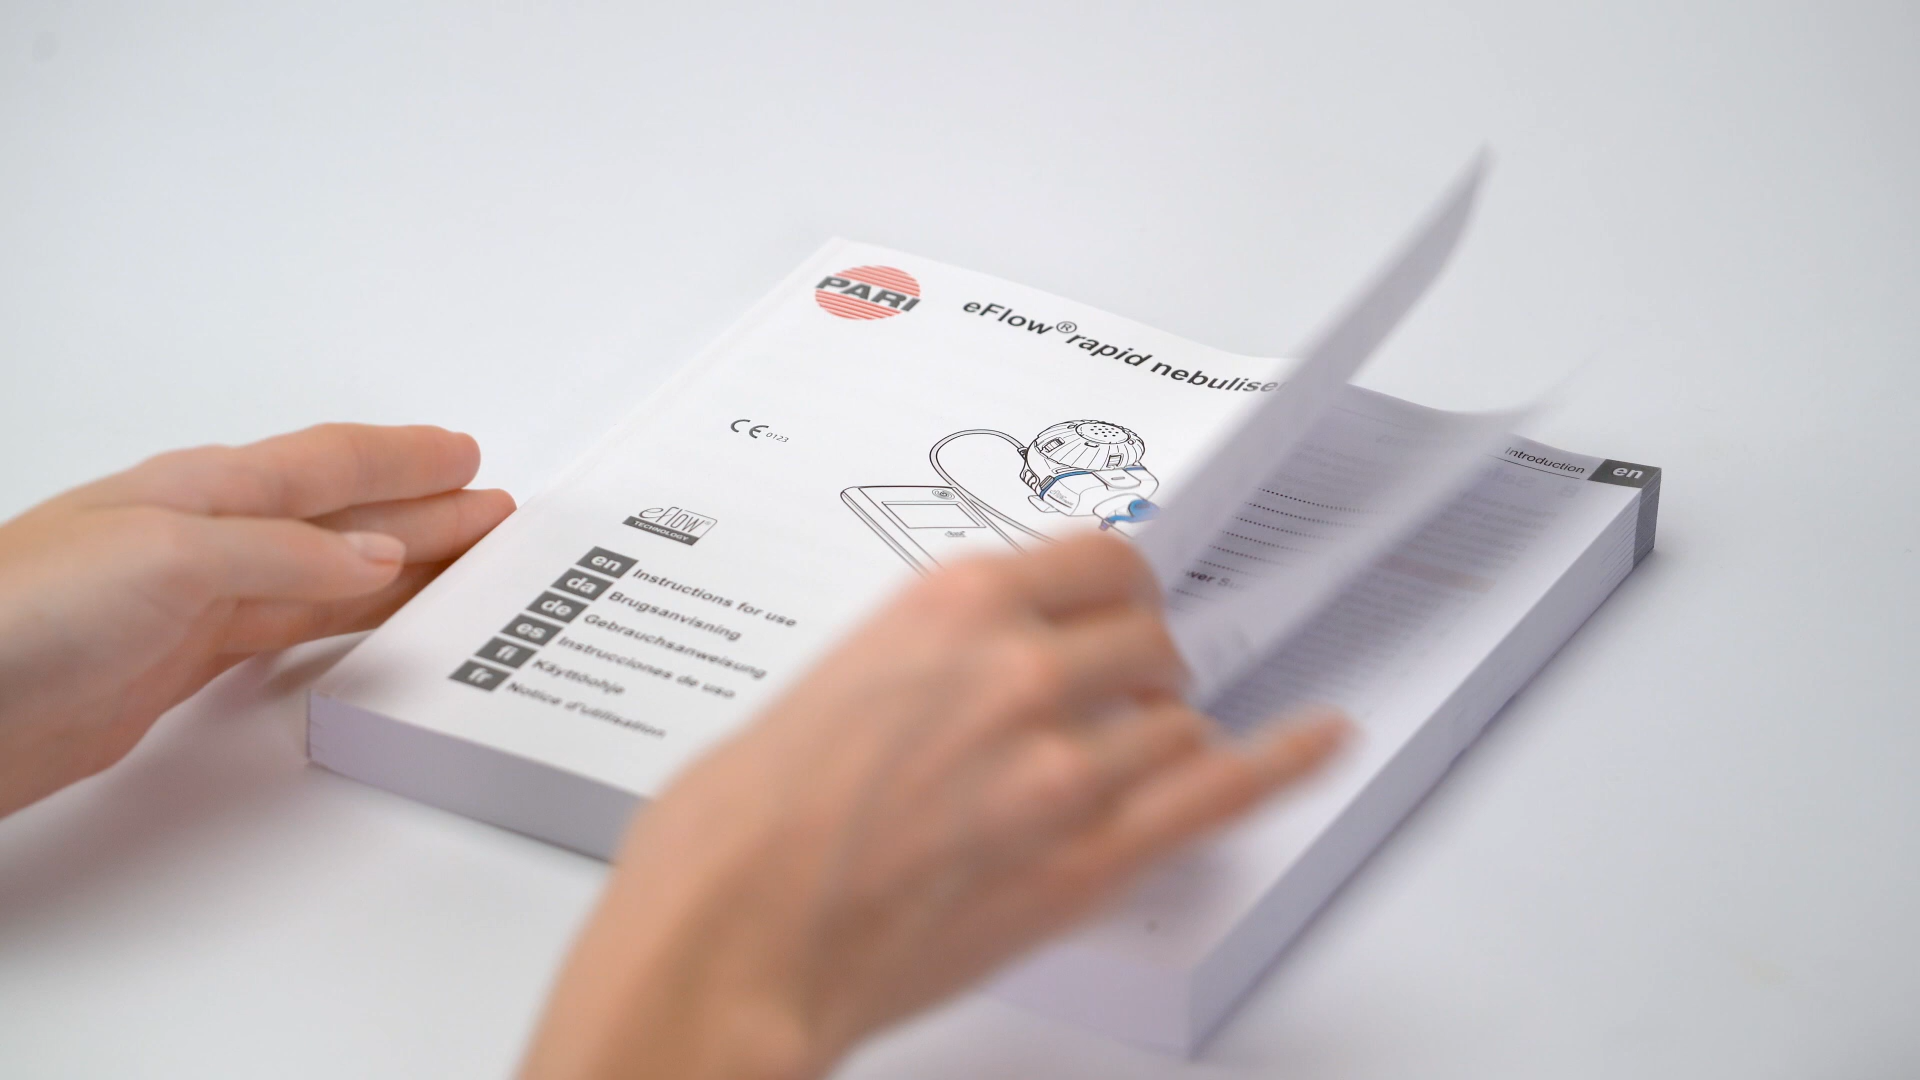 PARI
eFlow® rapid nebulise
CE 0123
eFlow®
TECHNOLOGY
en Instructions for use
da Brugsanvisning
de Gebrauchsanweisung
es Instrucciones de uso
fi Käyttöohje
fr Notice d'utilisation
Introduction en